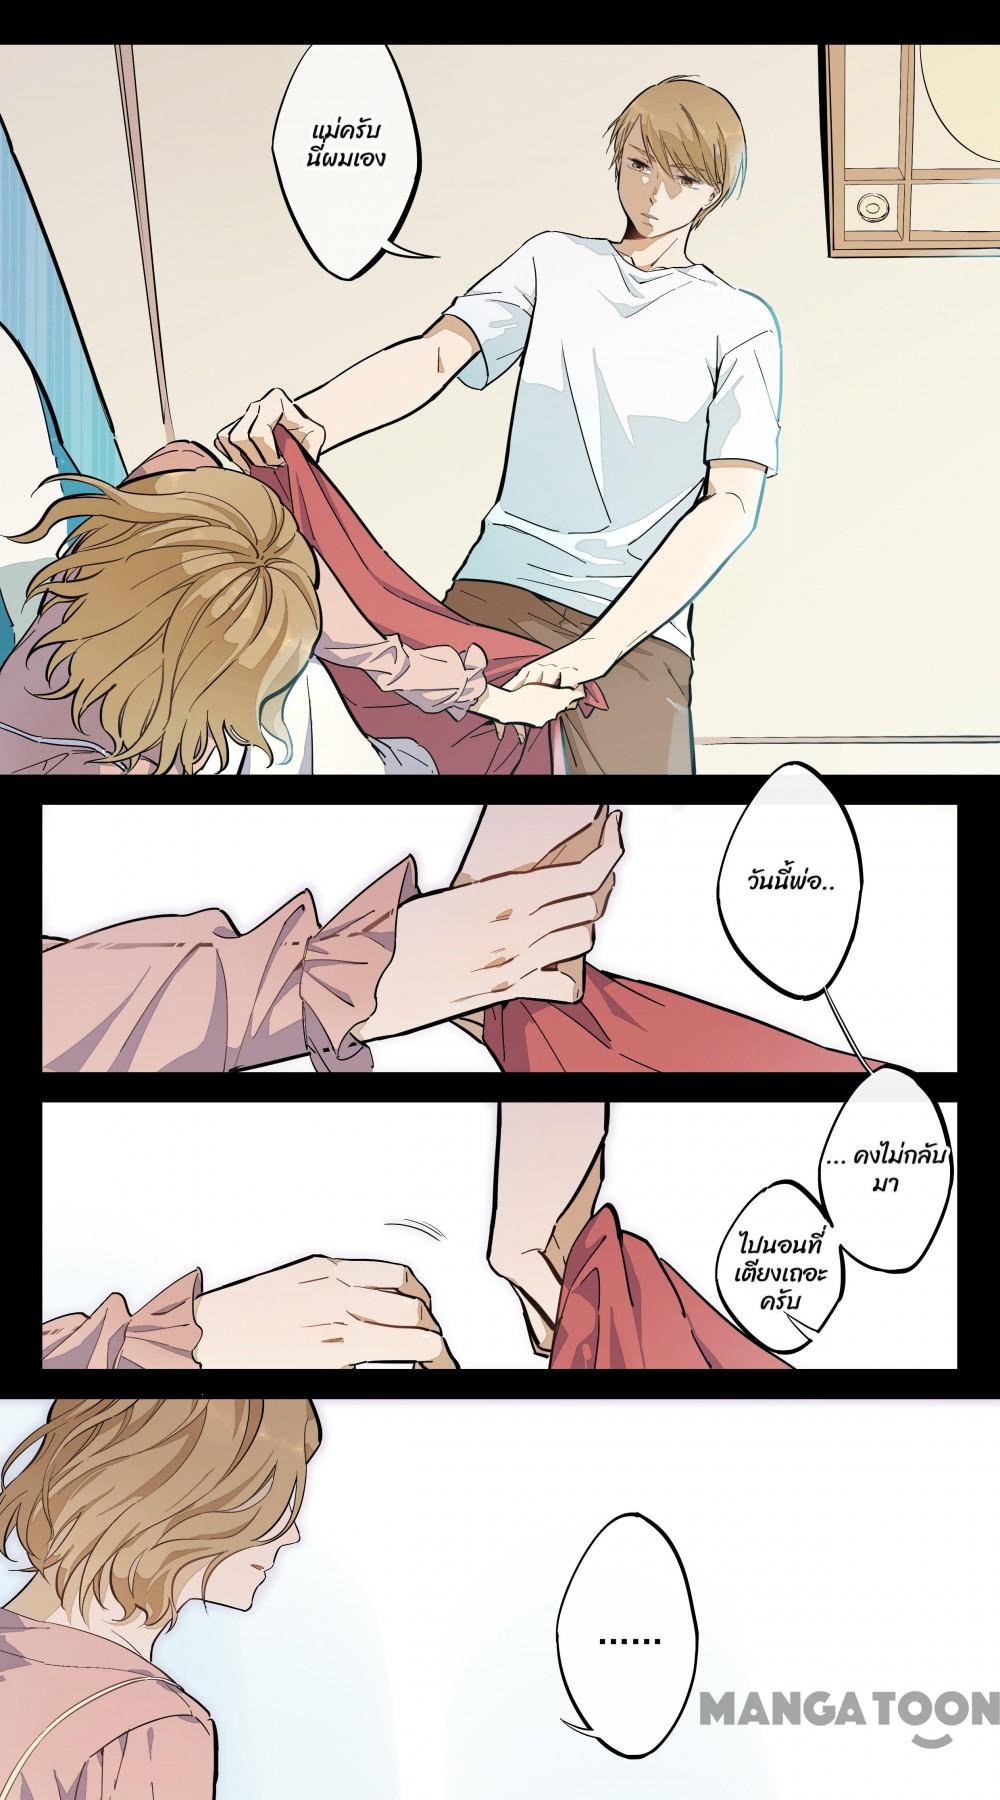 แม่ครับ
นี่ผมเอง
วันนี้พ่อ..
... คงไม่กลับ
มา
ไปนอนที่
เตียงเถอะ
ครับ
......
MANGATOON